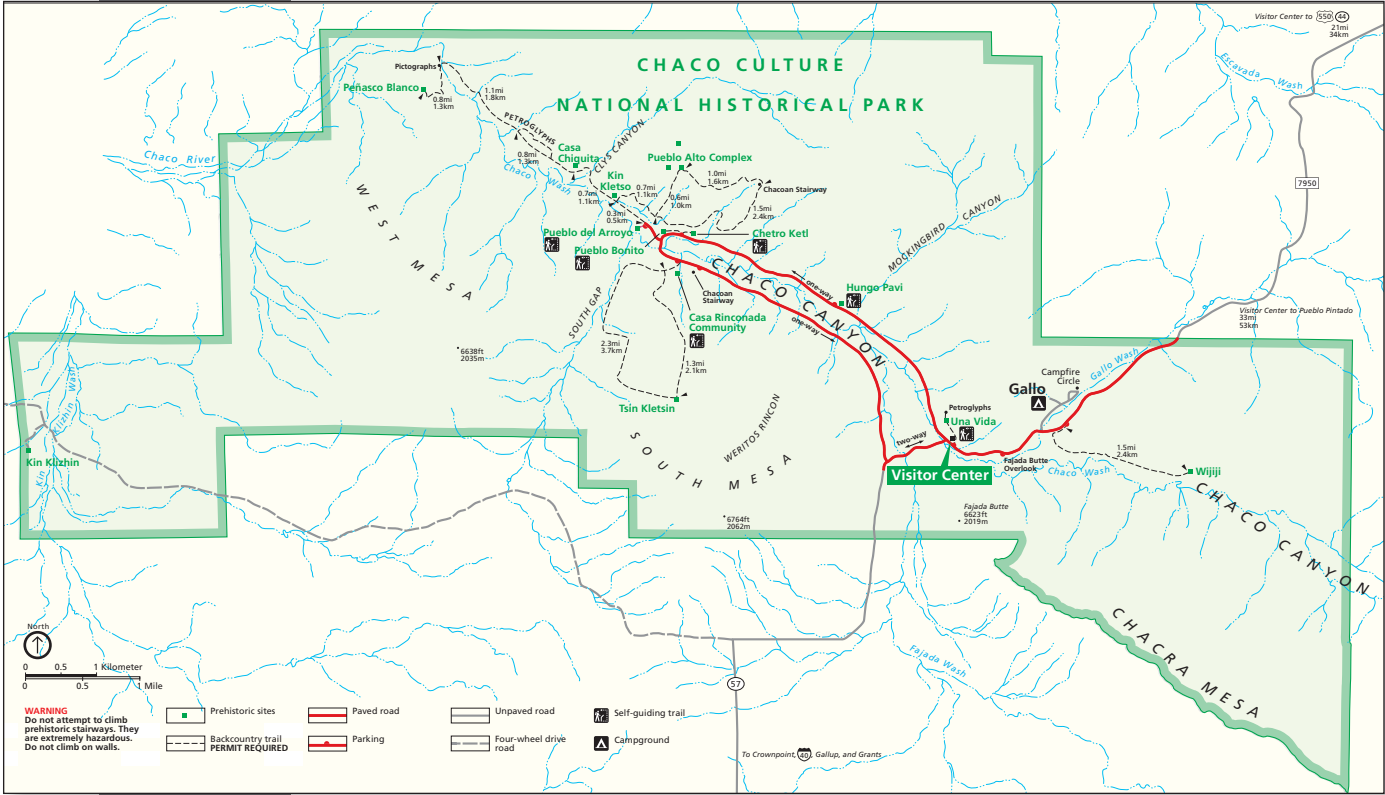 Visitor Center to 550 44
21mi
34km
CHACO CULTURE
NATIONAL HISTORICAL PARK
Escavada Wash
Pictographs
Peñasco Blanco
0.8mi
1.3km
1.1mi
1.8km
PETROGLYPHS
CLYS CANYON
Casa
Chiquita
0.8mi
1.3km
Chaco River
Chaco Wash
Pueblo Alto Complex
Kin
Kletso
0.7mi
1.1km
0.7mi
1.1km
0.6mi
1.0km
1.0mi
1.6km
Chacoan Stairway
1.5mi
2.4km
0.3mi
0.5km
7950
WEST MESA
Pueblo del Arroyo
Pueblo Bonito
Chetro Ketl
MOCKINGBIRD CANYON
CHACO CANYON
one-way
Hungo Pavi
Chacoan
Stairway
SOUTH GAP
Casa Rinconada
Community
one-way
Visitor Center to Pueblo Pintado
33m
53km
6638ft
2035m
2.3mi
3.7km
1.3mi
2.1km
Gallo Wash
Campfire
Circle
Gallo
Tsin Kletsin
WERITOS RINCON
Petroglyphs
Una Vida
two-way
Kin Klizhin Wash
Kin Klizhin
SOUTH MESA
Visitor Center
Fajada Butte
Overlook
1.5mi
2.4km
Chaco Wash
Wijiji
CHACO CANYON
6764ft
2062m
Fajada Butte
6623ft
2019m
CHACRA MESA
Fajada Wash
North
0 0.5 1 Kilometer
0 0.5 1 Mile
57
WARNING
Do not attempt to climb
prehistoric stairways. They
are extremely hazardous.
Do not climb on walls.
Prehistoric sites
Backcountry trail
PERMIT REQUIRED
Paved road
Parking
Unpaved road
Four-wheel drive
road
Self-guiding trail
Campground
To Crownpoint, 40, Gallup, and Grants